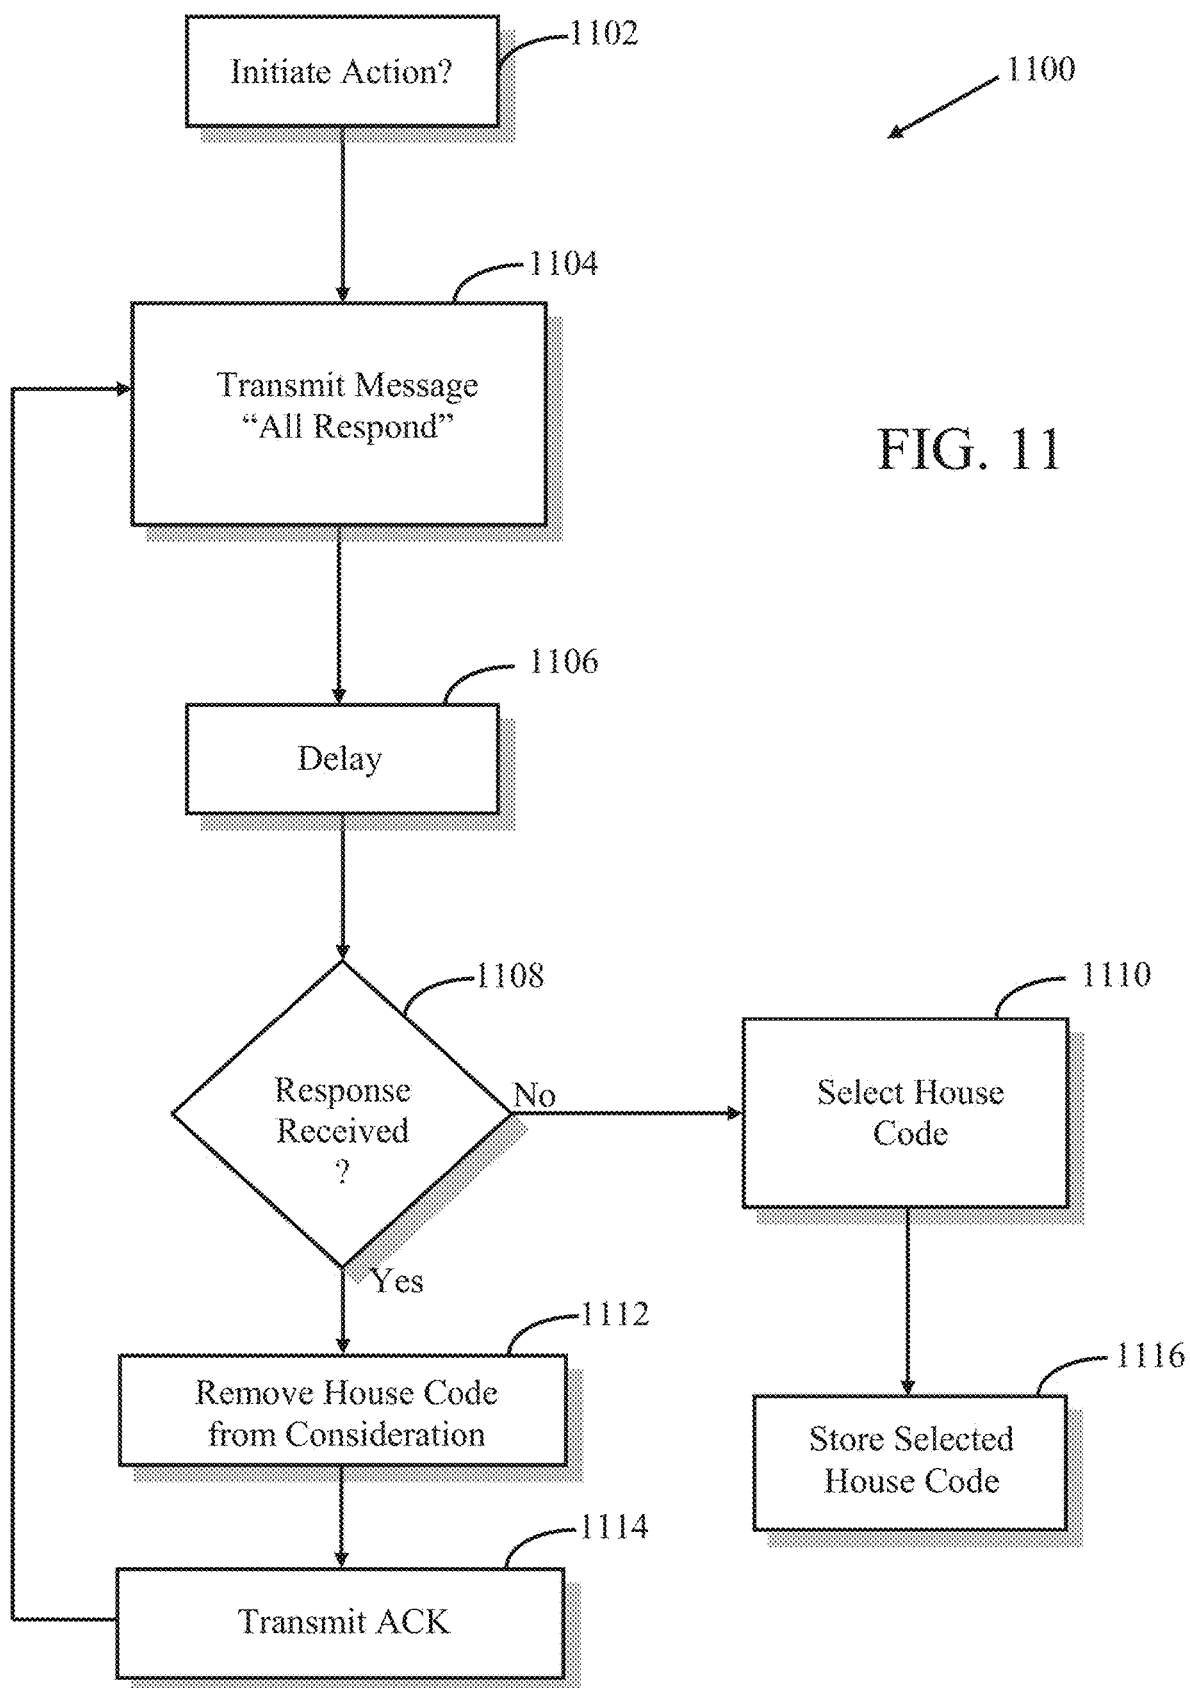 1102
Initiate Action?
1100
1104
Transmit Message
“All Respond”
FIG. 11
1106
Delay
1108
Response
Received
?
No
Yes
1110
Select House
Code
1112
Remove House Code
from Consideration
1116
Store Selected
House Code
1114
Transmit ACK